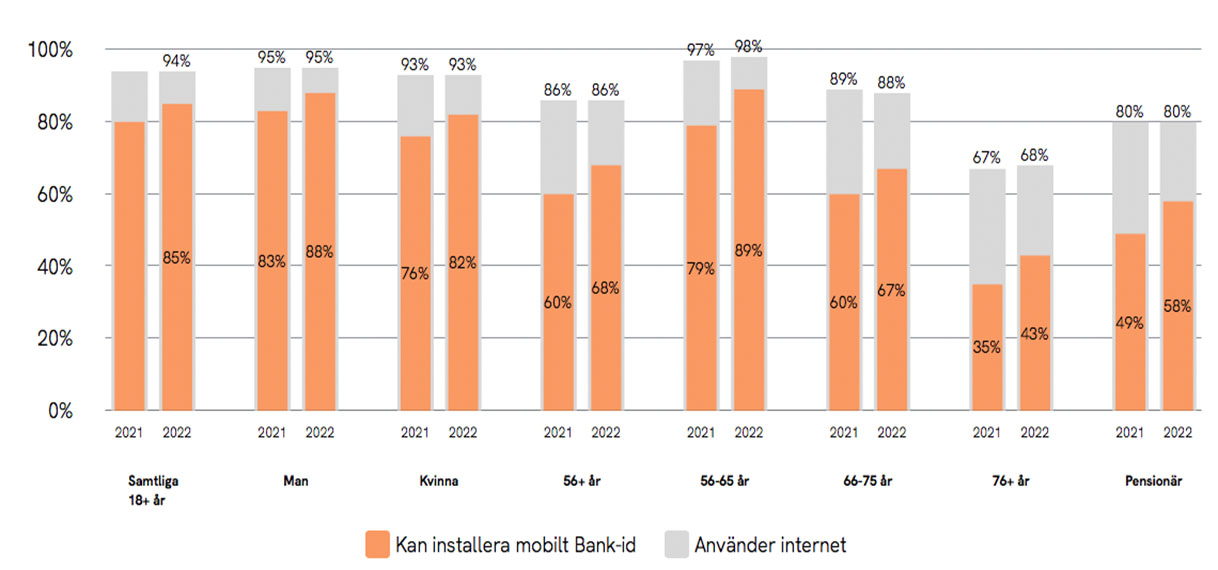 100%
80%
60%
40%
20%
0%
94%
95% 95%
93% 93%
86% 86%
97% 98%
89% 88%
67% 68%
80% 80%
85%
83% 88%
76% 82%
60% 68%
79% 89%
60% 67%
35% 43%
49% 58%
2021 2022 2021 2022 2021 2022 2021 2022 2021 2022 2021 2022 2021 2022 2021 2022
Samtliga
18+ år
Man
Kvinna
56+ år
56-65 år
66-75 år
76+ år
Pensionär
Kan installera mobilt Bank-id
Använder internet